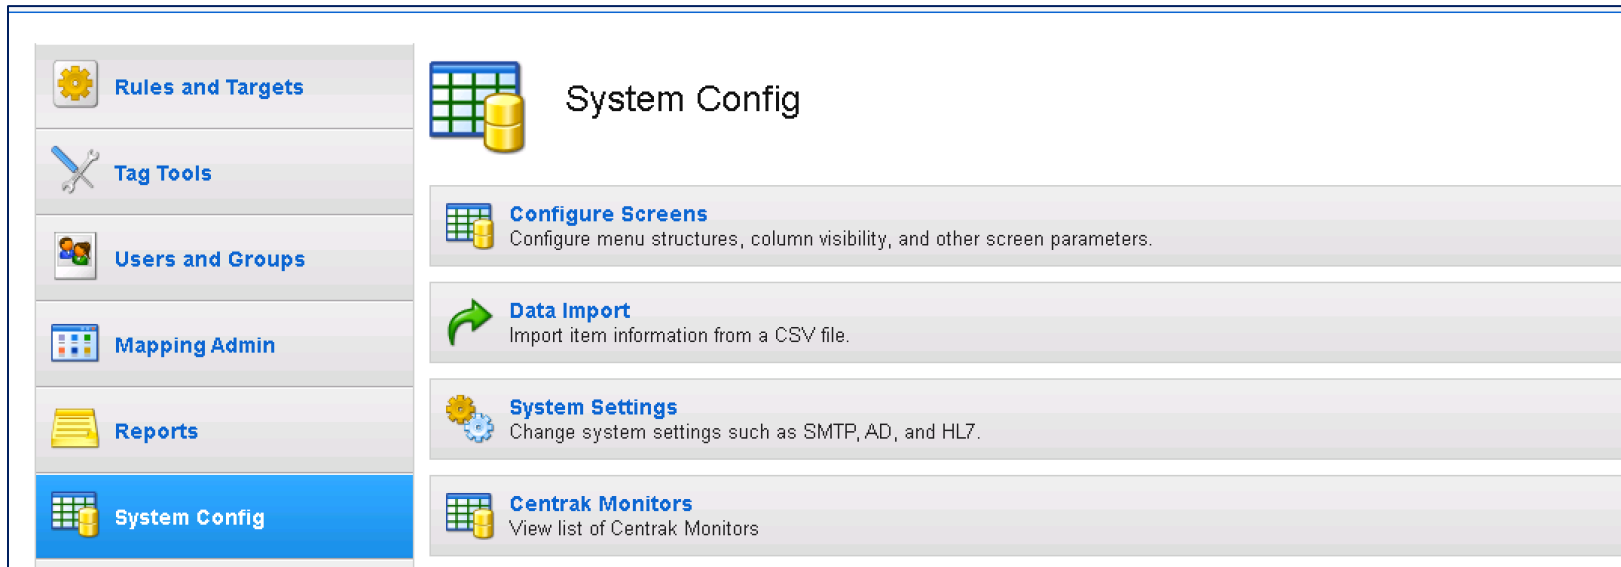 Rules and Targets
Tag Tools
Users and Groups
Mapping Admin
Reports
System Config
System Config
Configure Screens
Configure menu structures, column visibility, and other screen parameters.
Data Import
Import item information from a CSV file.
System Settings
Change system settings such as SMTP, AD, and HL7.
Centrak Monitors
View list of Centrak Monitors